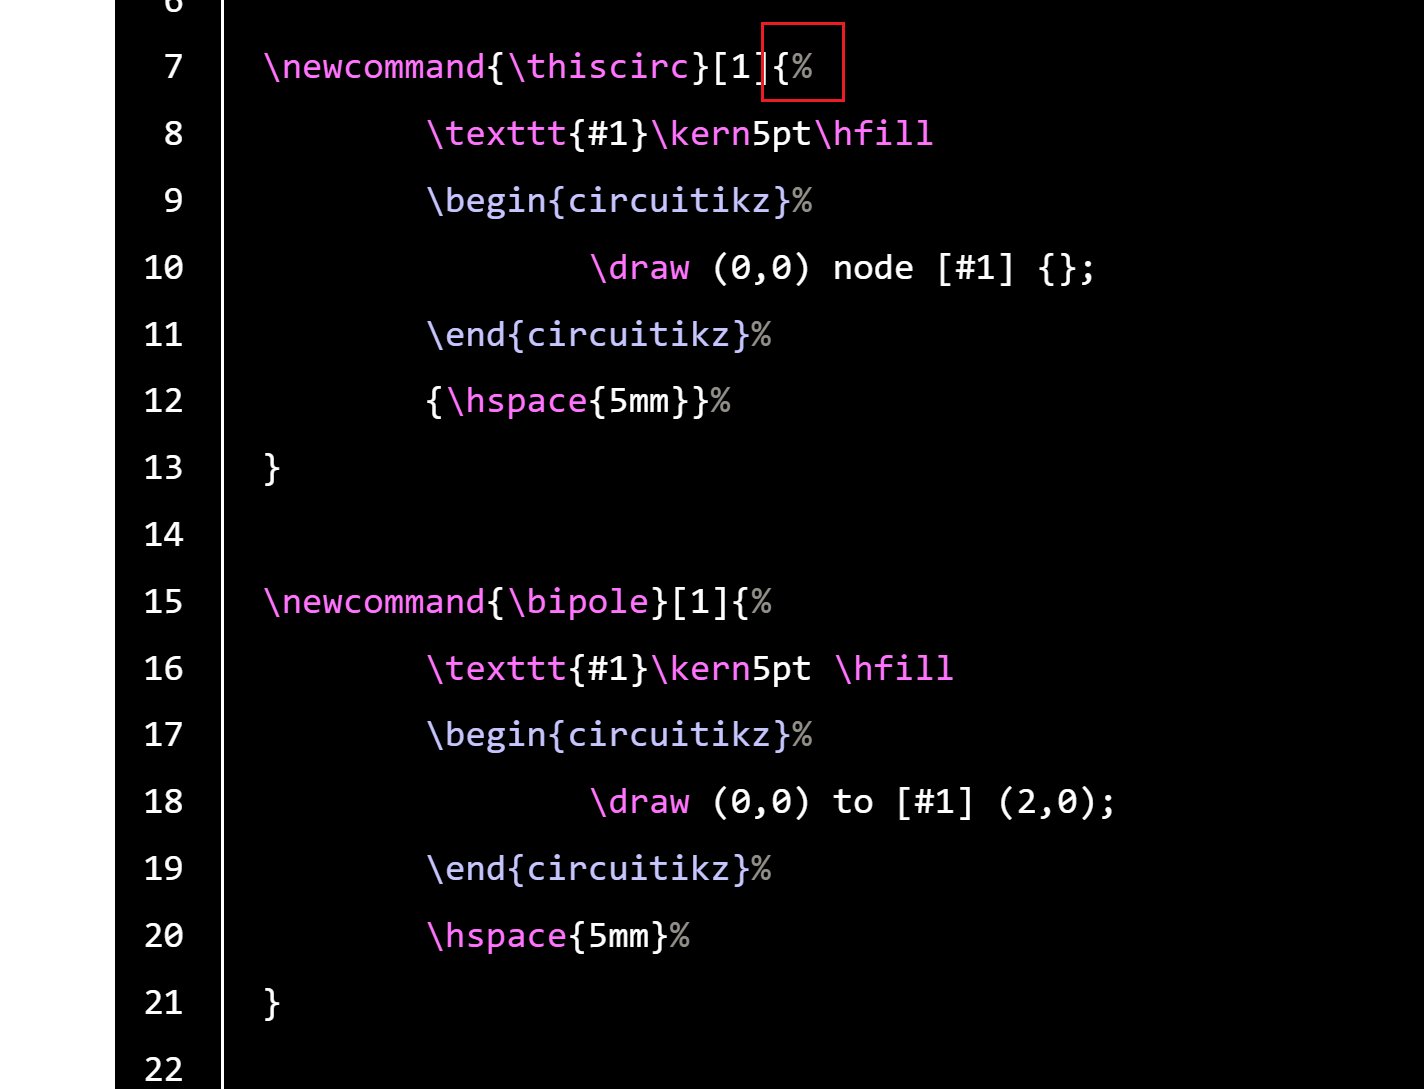 6
7 \newcommand{\thiscirc}[1]{%
8 \texttt{#1}\kern5pt\hfill
9 \begin{circuitikz}%
10 \draw (0,0) node [#1] {};
11 \end{circuitikz}%
12 {\hspace{5mm}}%
13 }
14
15 \newcommand{\bipole}[1]{%
16 \texttt{#1}\kern5pt \hfill
17 \begin{circuitikz}%
18 \draw (0,0) to [#1] (2,0);
19 \end{circuitikz}%
20 \hspace{5mm}%
21 }
22